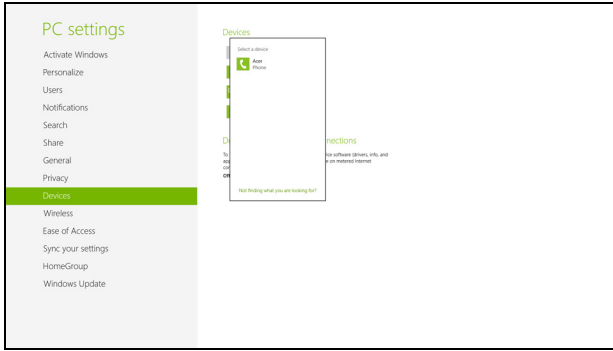 PC settings
Activate Windows
Personalize
Users
Notifications
Search
Share
General
Privacy
Devices
Wireless
Ease of Access
Sync your settings
HomeGroup
Windows Update
Devices
Select a device
Acer
Phone
Not finding what you are looking for?
nections
To
ice software (drivers, info, and
app
e on metered Internet